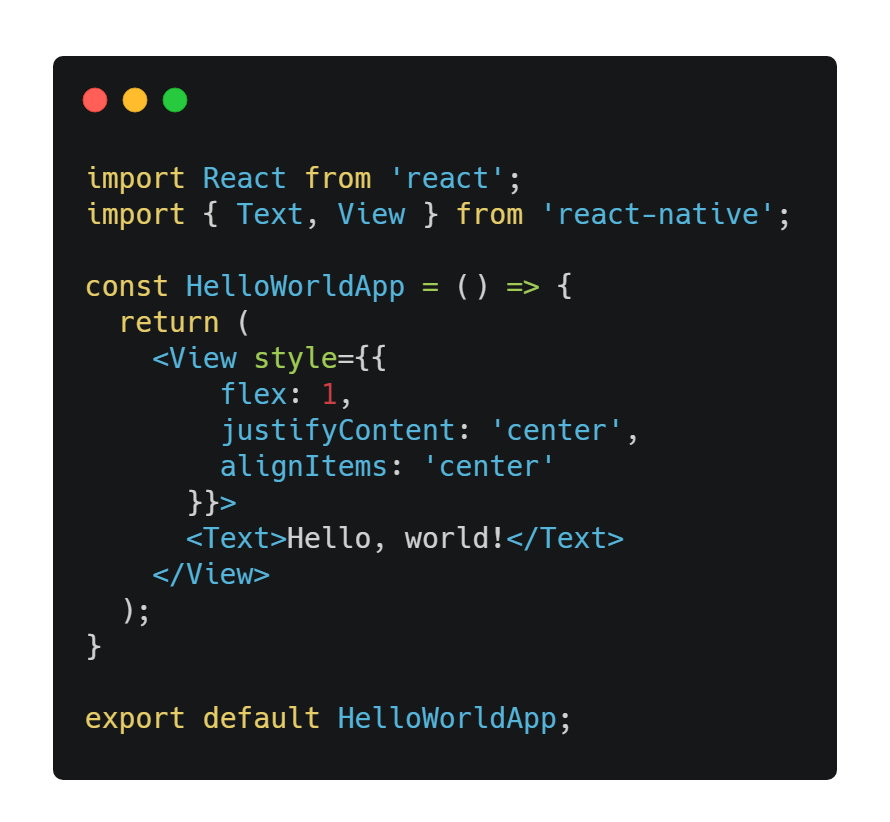 import React from 'react';
import { Text, View } from 'react-native';

const HelloWorldApp = () => {
  return (
    <View style={{
        flex: 1,
        justifyContent: 'center',
        alignItems: 'center'
      }}>
      <Text>Hello, world!</Text>
    </View>
  );
}

export default HelloWorldApp;